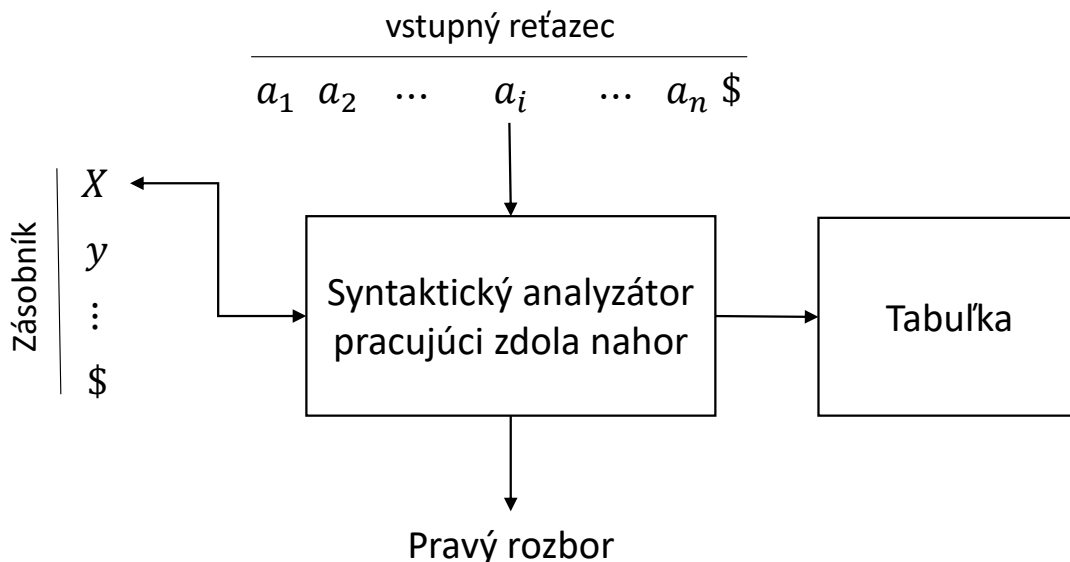 vstupný reťazec
a₁ a₂ ⋯ aᵢ ⋯ aₙ $
Zásobník
X
y
⋮
$
Syntaktický analyzátor
pracujúci zdola nahor
Tabuľka
Pravý rozbor